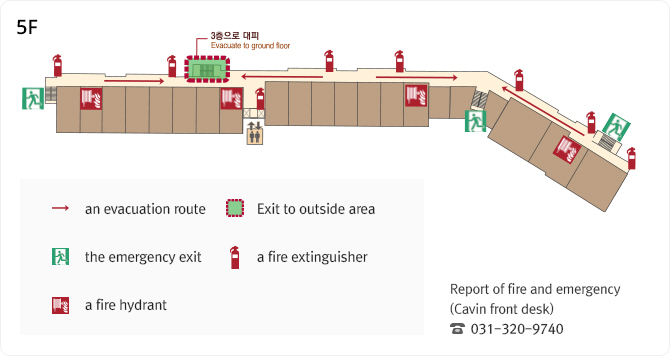 5F
3층으로 대피
Evacuate to ground floor
an evacuation route
Exit to outside area
the emergency exit
a fire extinguisher
a fire hydrant
Report of fire and emergency
(Cavin front desk)
☎ 031-320-9740